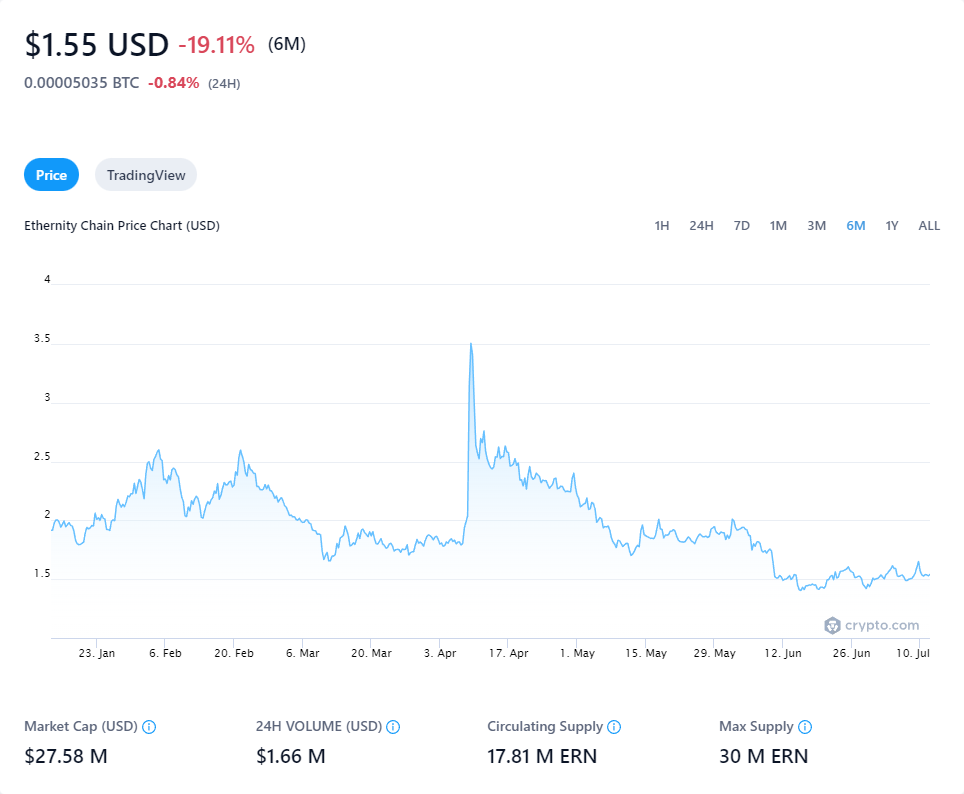 $1.55 USD -19.11% (6M)
0.00005035 BTC -0.84% (24H)
Price TradingView
Ethernity Chain Price Chart (USD) 1H 24H 7D 1M 3M 6M 1Y ALL
4
3.5
3
2.5
2
1.5
crypto.com
23. Jan 6. Feb 20. Feb 6. Mar 20. Mar 3. Apr 17. Apr 1. May 15. May 29. May 12. Jun 26. Jun 10. Jul
Market Cap (USD) 24H VOLUME (USD) Circulating Supply Max Supply
$27.58 M $1.66 M 17.81 M ERN 30 M ERN